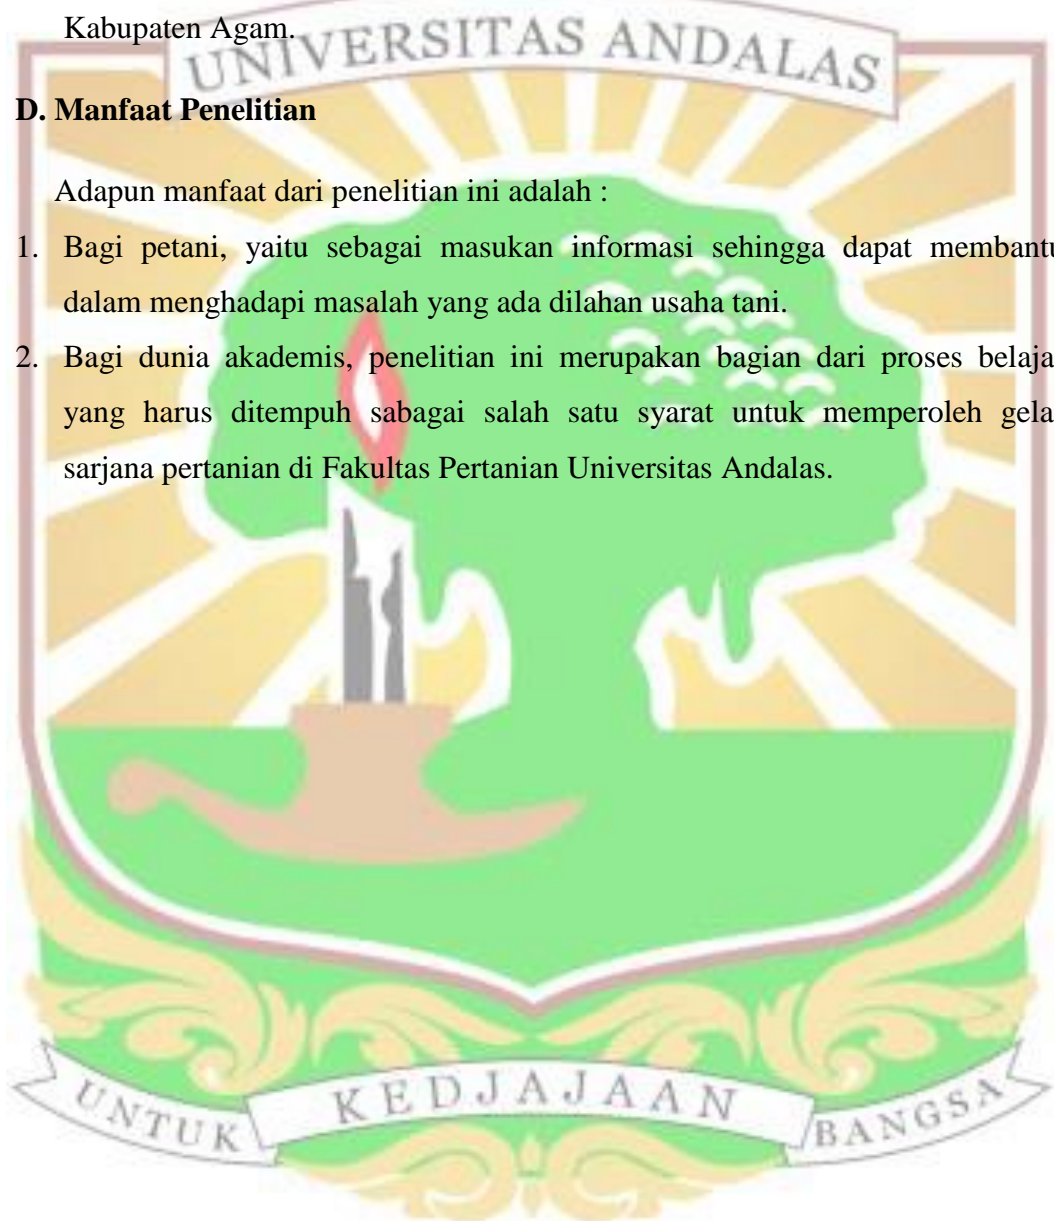 Kabupaten Agam.
UNIVERSITAS ANDALAS
D. Manfaat Penelitian
Adapun manfaat dari penelitian ini adalah :
1. Bagi petani, yaitu sebagai masukan informasi sehingga dapat membantu
dalam menghadapi masalah yang ada dilahan usaha tani.
2. Bagi dunia akademis, penelitian ini merupakan bagian dari proses belaja
yang harus ditempuh sabagai salah satu syarat untuk memperoleh gela
sarjana pertanian di Fakultas Pertanian Universitas Andalas.
UNTUK KEDJAJAAN BANGSA